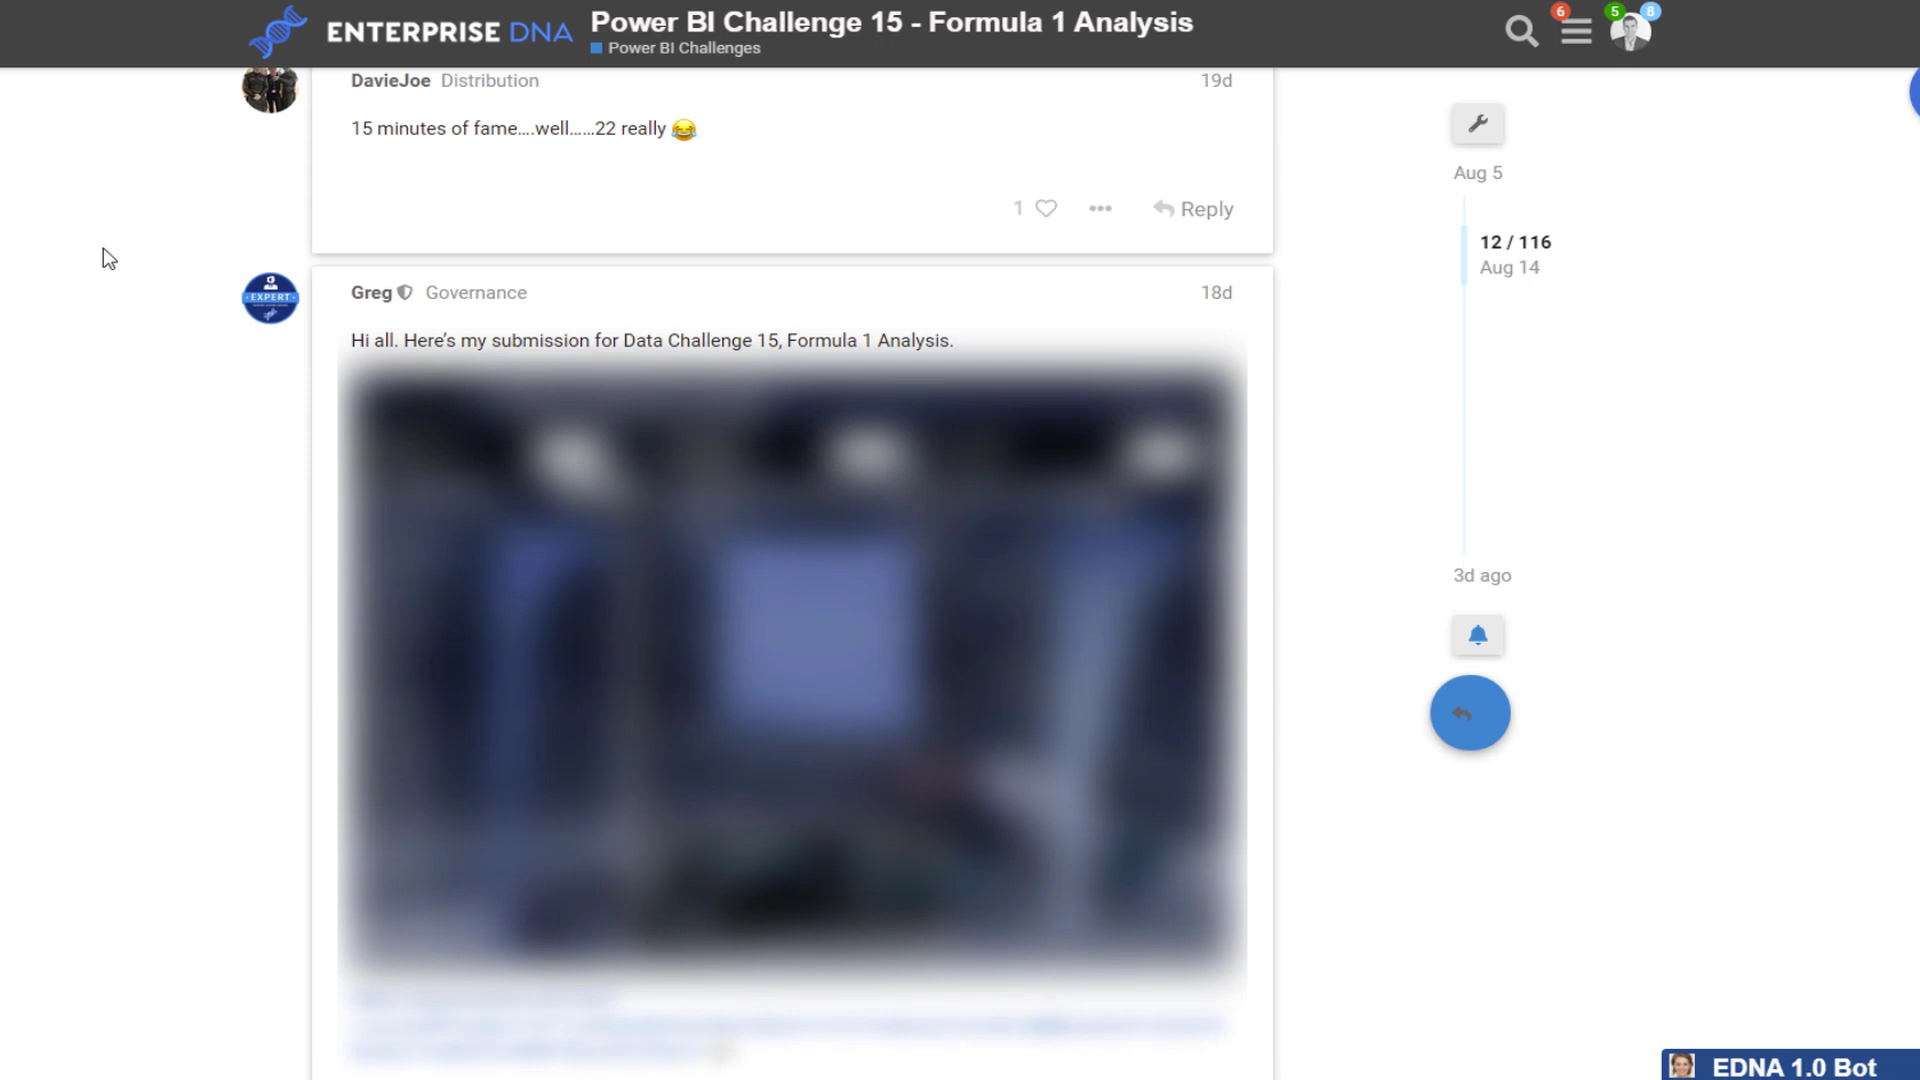 ENTERPRISE DNA
Power BI Challenge 15 - Formula 1 Analysis
Power BI Challenges
6
5
8
DavieJoe Distribution 19d
15 minutes of fame....well......22 really 😂
1 Reply
Greg Governance 18d
Hi all. Here's my submission for Data Challenge 15, Formula 1 Analysis.
EXPERT
Aug 5
12 / 116
Aug 14
3d ago
EDNA 1.0 Bot